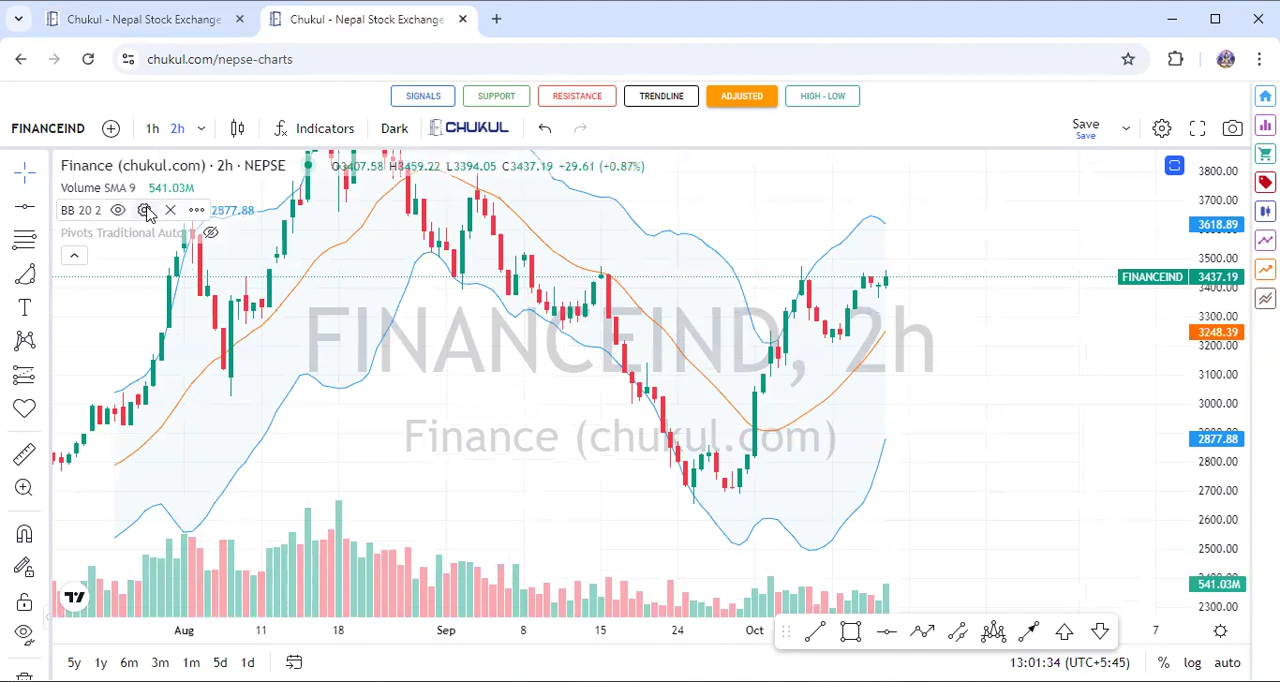 Chukul - Nepal Stock Exchange
Chukul - Nepal Stock Exchange
chukul.com/nepse-charts
SIGNALS
SUPPORT
RESISTANCE
TRENDLINE
ADJUSTED
HIGH - LOW
FINANCEIND
1h
2h
Indicators
Dark
CHUKUL
Save
Save
Finance (chukul.com) · 2h · NEPSE
O3407.58 H3459.22 L3394.05 C3437.19 +29.61 (+0.87%)
Volume SMA 9 541.03M
BB 20 2
2877.88
Pivots Traditional Auto
FINANCEIND, 2h
Finance (chukul.com)
3800.00
3700.00
3618.89
3500.00
FINANCEIND
3437.19
3400.00
3300.00
3248.39
3200.00
3100.00
3000.00
2877.88
2800.00
2700.00
2600.00
2500.00
541.03M
2300.00
Aug
11
18
Sep
8
15
24
Oct
7
5y
1y
6m
3m
1m
5d
1d
13:01:34 (UTC+5:45)
%
log
auto